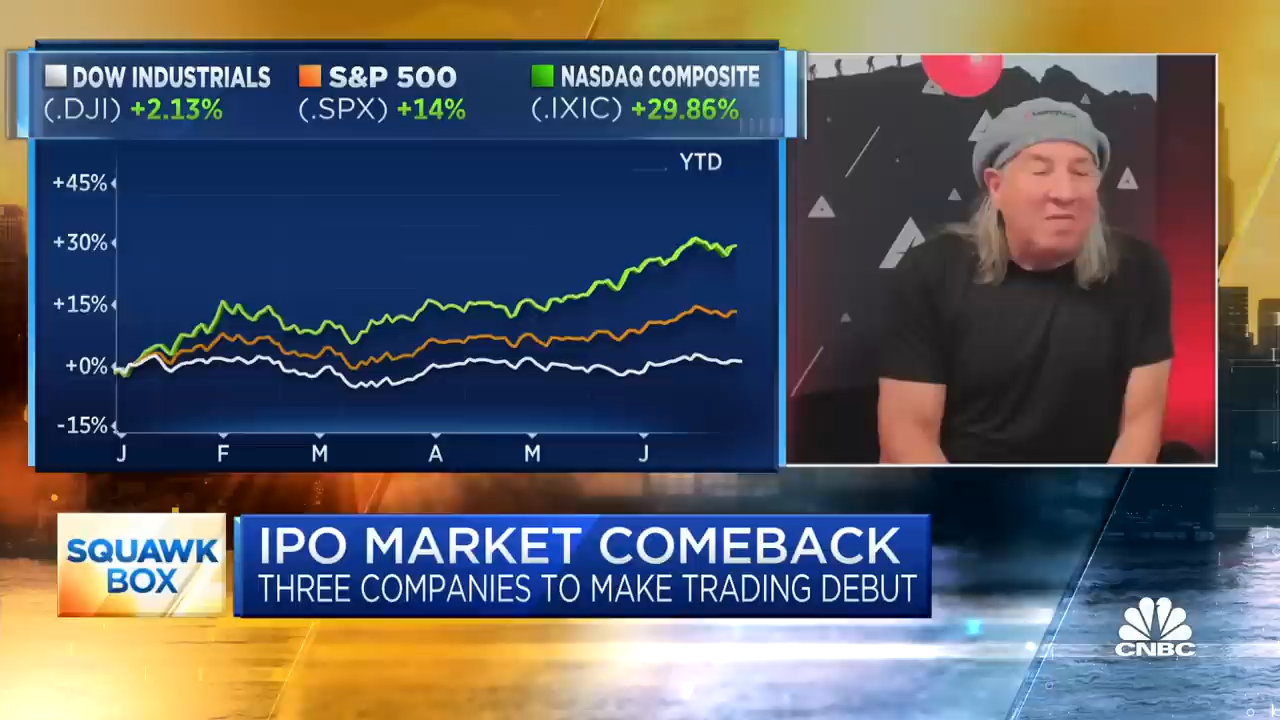 DOW INDUSTRIALS
(.DJI) +2.13%
S&P 500
(.SPX) +14%
NASDAQ COMPOSITE
(.IXIC) +29.86%
YTD
+45%
+30%
+15%
+0%
-15%
J F M A M J
SQUAWK
BOX
IPO MARKET COMEBACK
THREE COMPANIES TO MAKE TRADING DEBUT
CNBC